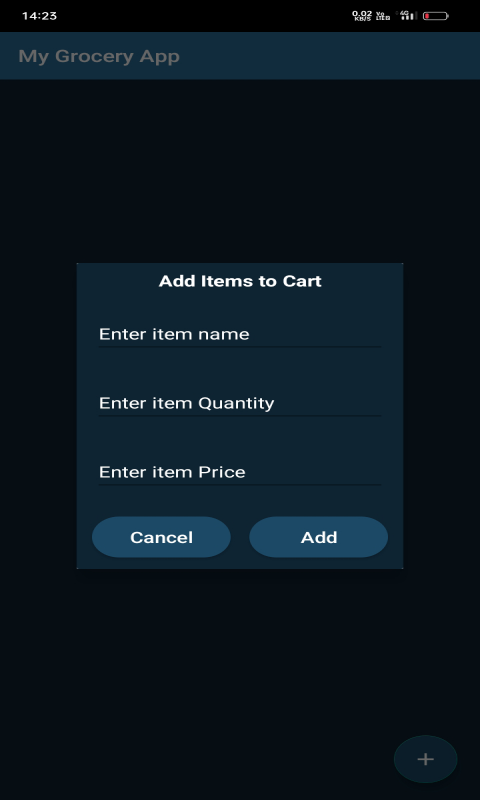 14:23
0.02 KB/S Vo LTE 4G
My Grocery App
Add Items to Cart
Enter item name
Enter item Quantity
Enter item Price
Cancel Add
+